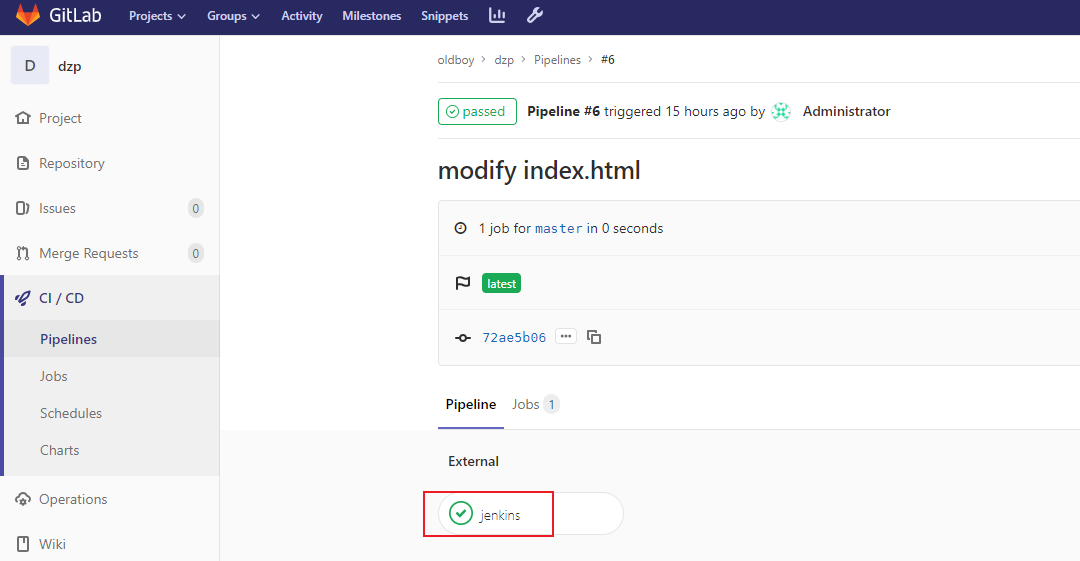 GitLab Projects Groups Activity Milestones Snippets
D dzp
Project
Repository
Issues 0
Merge Requests 0
CI / CD
Pipelines
Jobs
Schedules
Charts
Operations
Wiki
oldboy > dzp > Pipelines > #6
passed Pipeline #6 triggered 15 hours ago by Administrator
modify index.html
1 job for master in 0 seconds
latest
72ae5b06 ...
Pipeline Jobs 1
External
jenkins